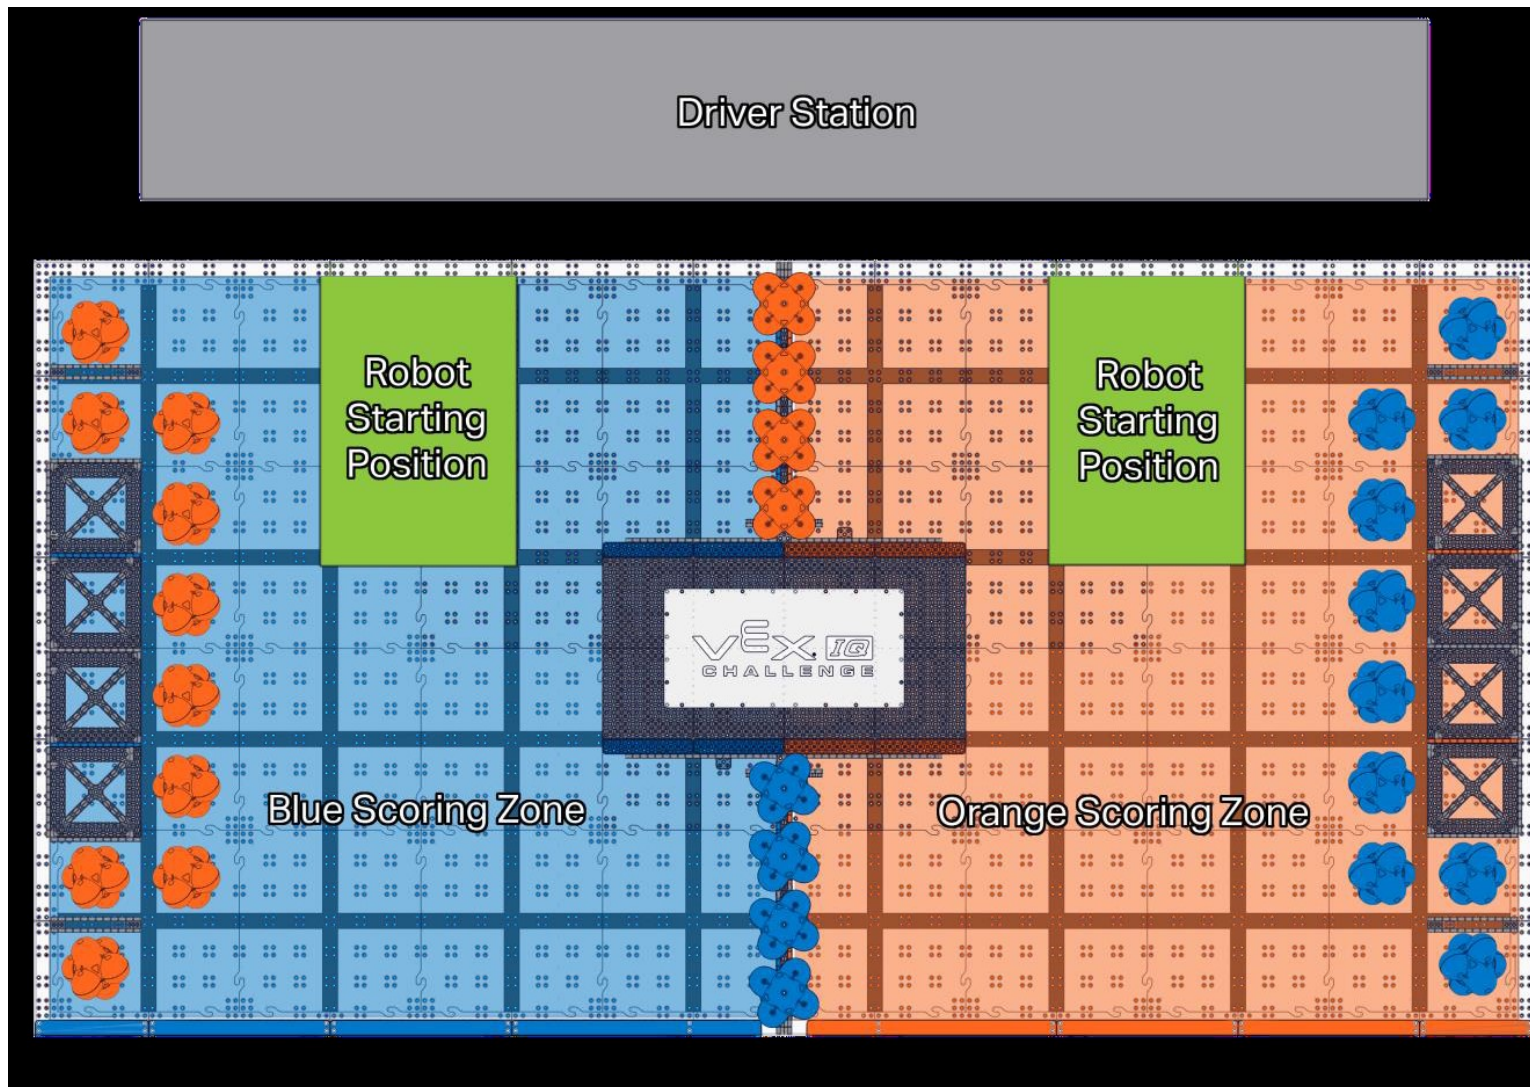 Driver Station
Robot
Starting
Position
Robot
Starting
Position
VEX IQ
CHALLENGE
Blue Scoring Zone
Orange Scoring Zone